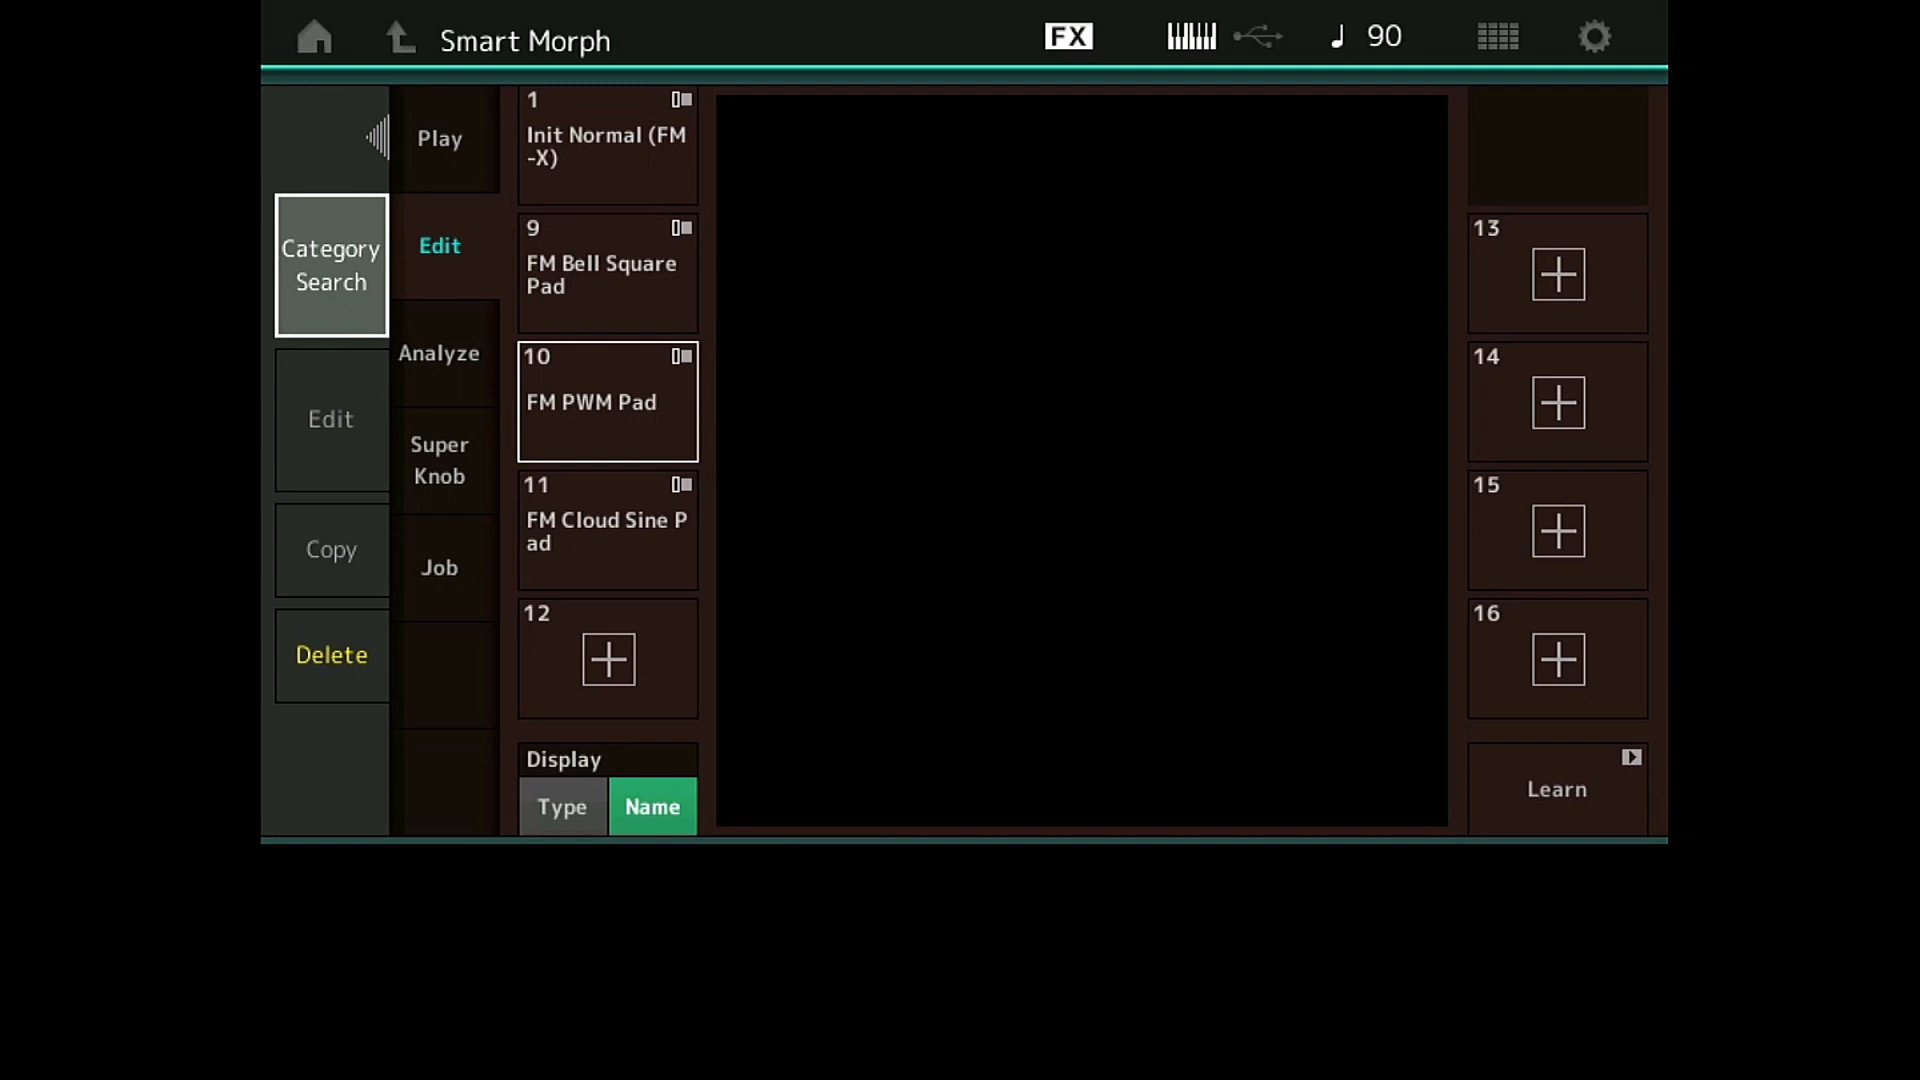 Smart Morph
FX
90
Category
Search
Edit
Copy
Delete
Play
Edit
Analyze
Super
Knob
Job
1
Init Normal (FM
-X)
9
FM Bell Square
Pad
10
FM PWM Pad
11
FM Cloud Sine P
ad
12
Display
Type
Name
13
14
15
16
Learn